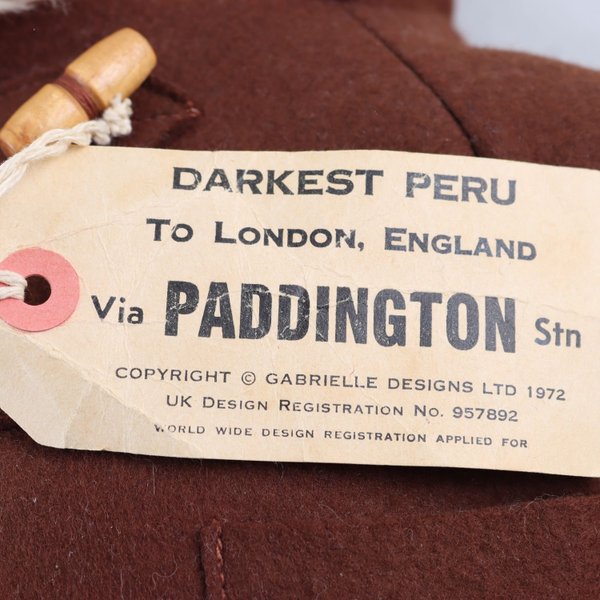 DARKEST PERU
TO LONDON, ENGLAND
Via PADDINGTON Stn
COPYRIGHT © GABRIELLE DESIGNS LTD 1972
UK DESIGN REGISTRATION NO. 957892
WORLD WIDE DESIGN REGISTRATION APPLIED FOR